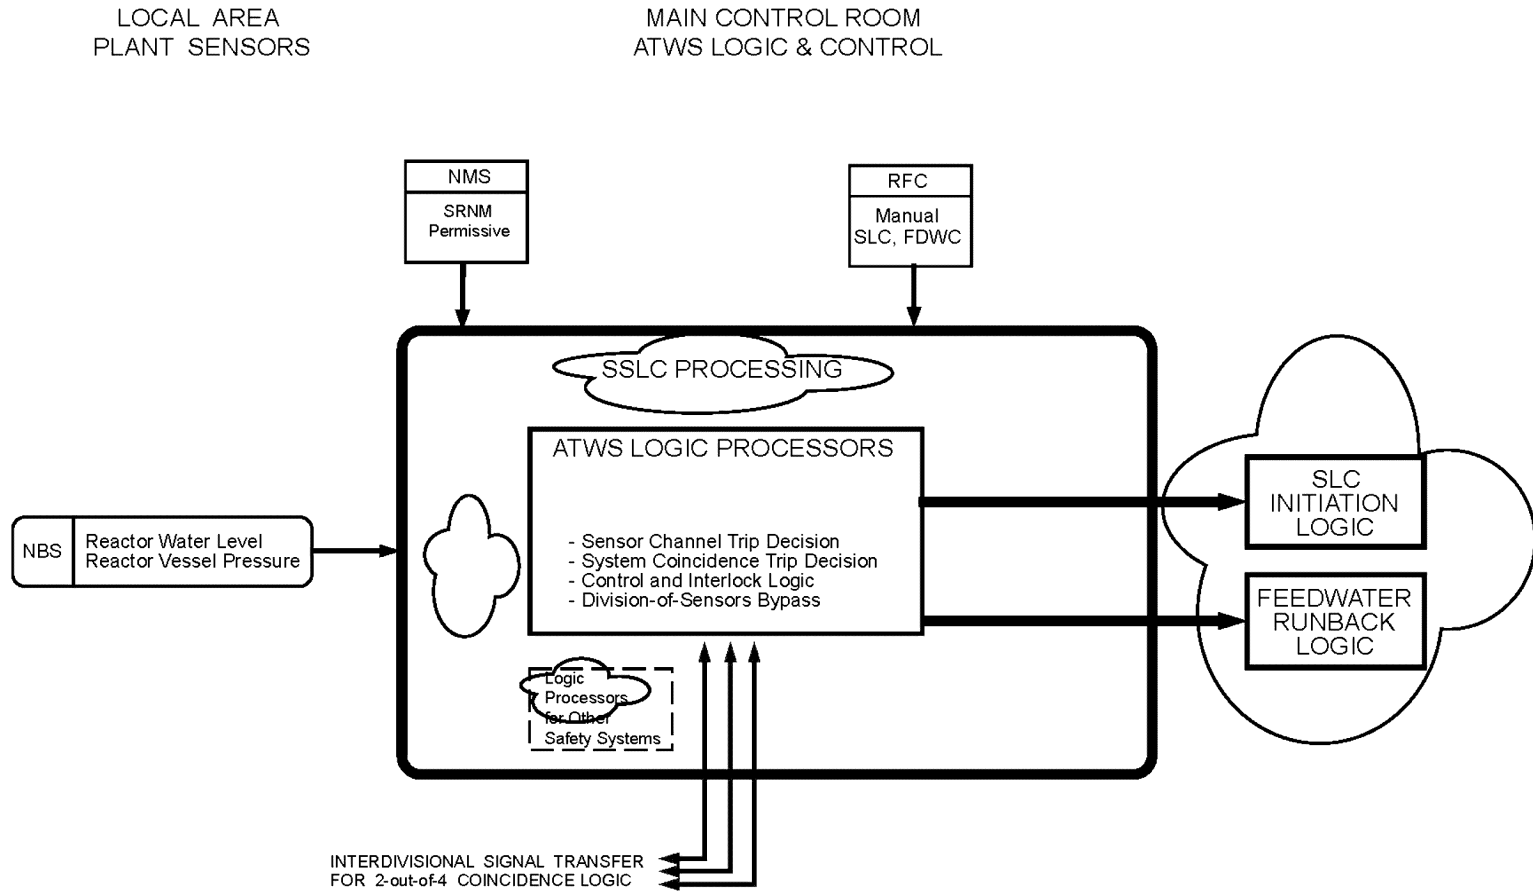 LOCAL AREA
PLANT SENSORS
MAIN CONTROL ROOM
ATWS LOGIC & CONTROL
NMS
SRNM
Permissive
RFC
Manual
SLC, FDWC
SSLC PROCESSING
ATWS LOGIC PROCESSORS
- Sensor Channel Trip Decision
- System Coincidence Trip Decision
- Control and Interlock Logic
- Division-of-Sensors Bypass
NBS
Reactor Water Level
Reactor Vessel Pressure
SLC
INITIATION
LOGIC
FEEDWATER
RUNBACK
LOGIC
Logic
Processors
for Other
Safety Systems
INTERDIVISIONAL SIGNAL TRANSFER
FOR 2-out-of-4 COINCIDENCE LOGIC